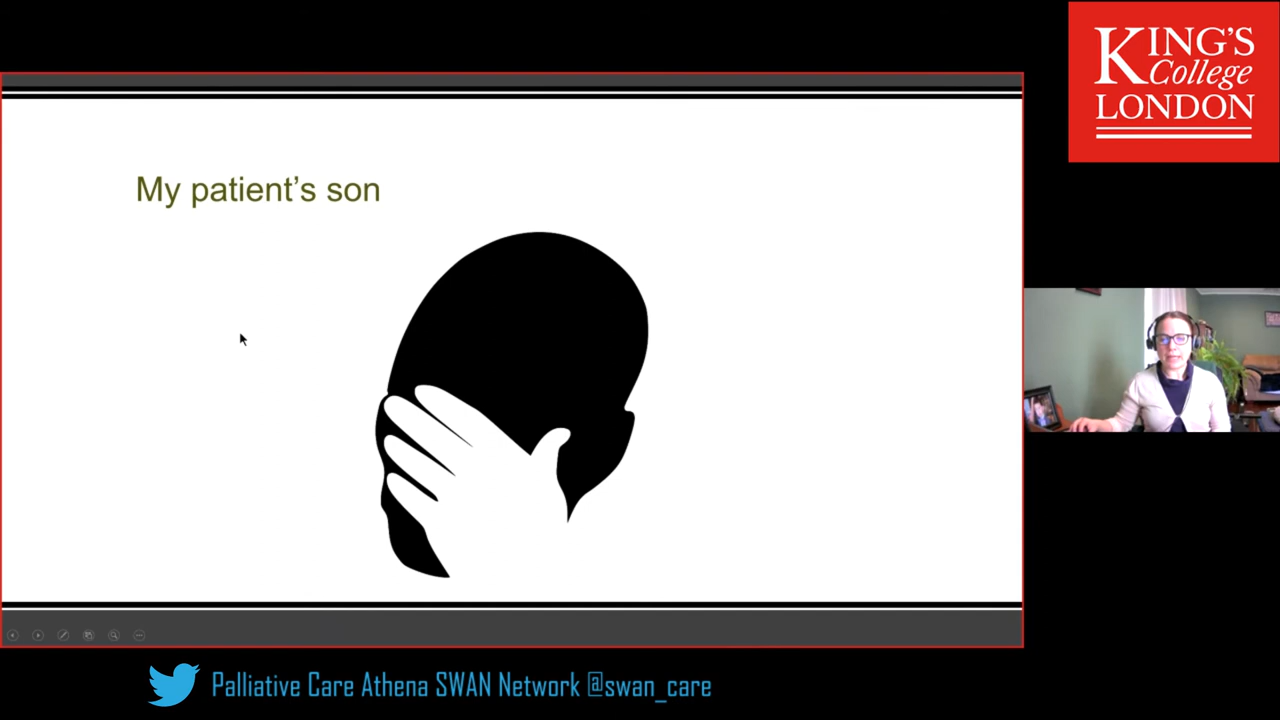 KING'S
College
LONDON
My patient's son
Palliative Care Athena SWAN Network @swan_care